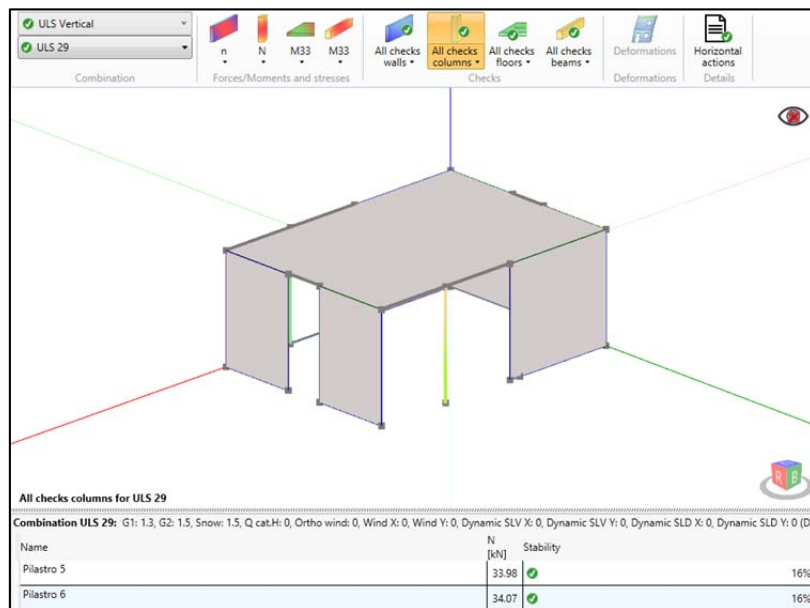 ULS Vertical
ULS 29
Combination
n
N
M33
M33
Forces/Moments and stresses
All checks
walls
All checks
columns
All checks
floors
All checks
beams
Checks
Deformations
Deformations
Horizontal
actions
Details
R
B
All checks columns for ULS 29
Combination ULS 29: G1: 1.3, G2: 1.5, Snow: 1.5, Q cat.H: 0, Ortho wind: 0, Wind X: 0, Wind Y: 0, Dynamic SLV X: 0, Dynamic SLV Y: 0, Dynamic SLD X: 0, Dynamic SLD Y: 0 (D
Name
N
[kN]
Stability
Pilastro 5 33.98 16%
Pilastro 6 34.07 16%